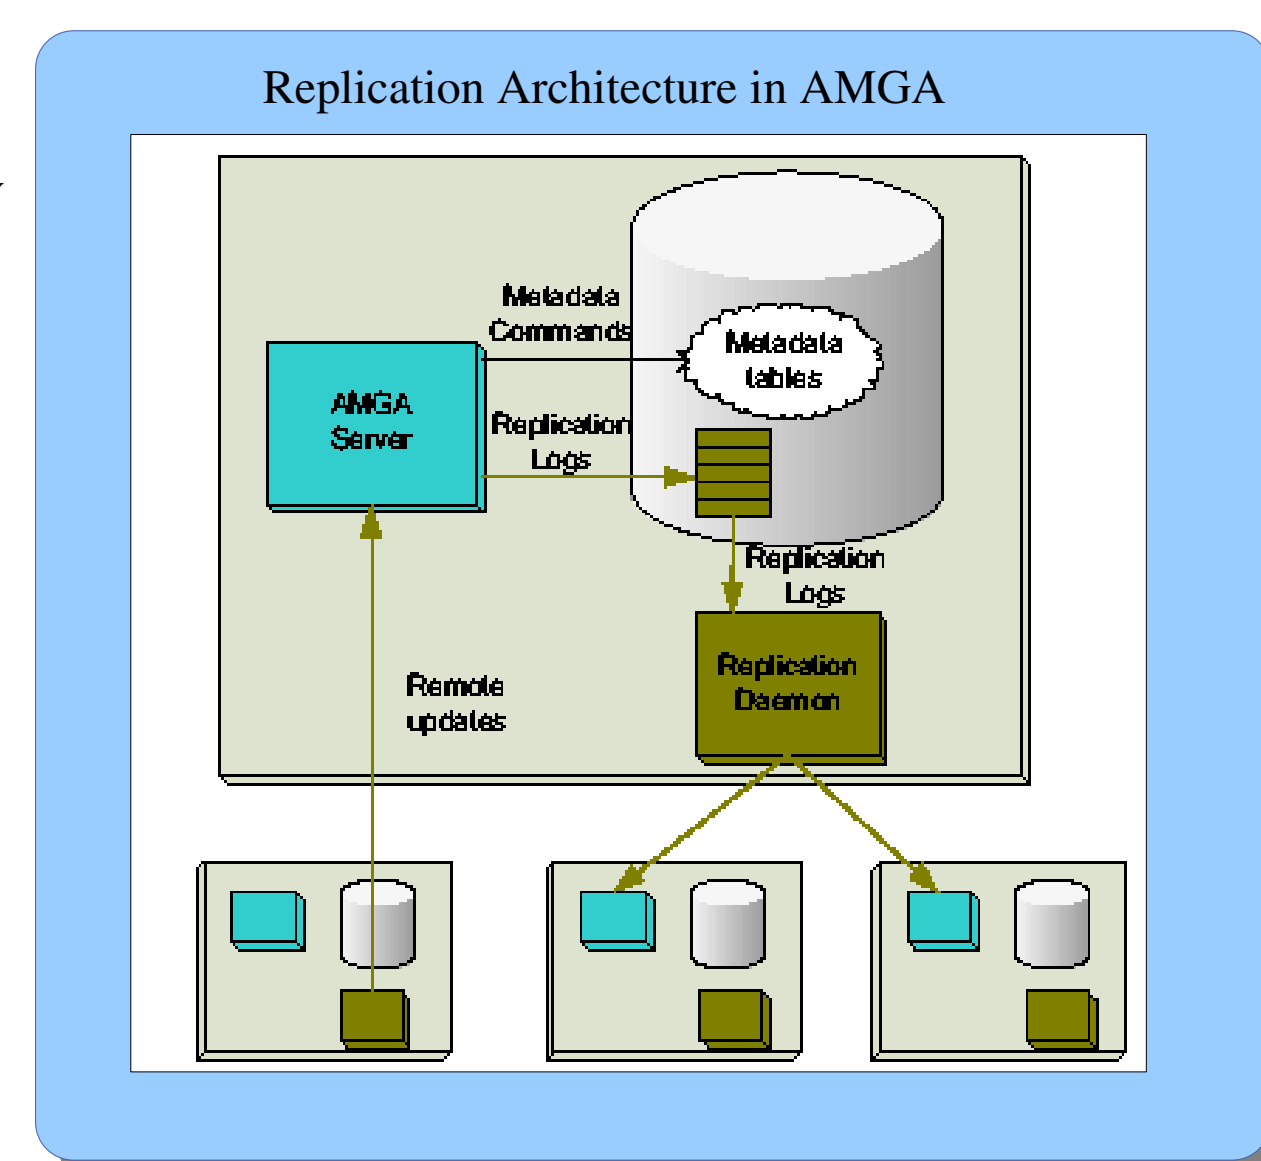 Replication Architecture in AMGA
Metadata
Commands
Metadata
tables
AMGA
Server
Replication
Logs
Replication
Logs
Replication
Daemon
Remote
updates